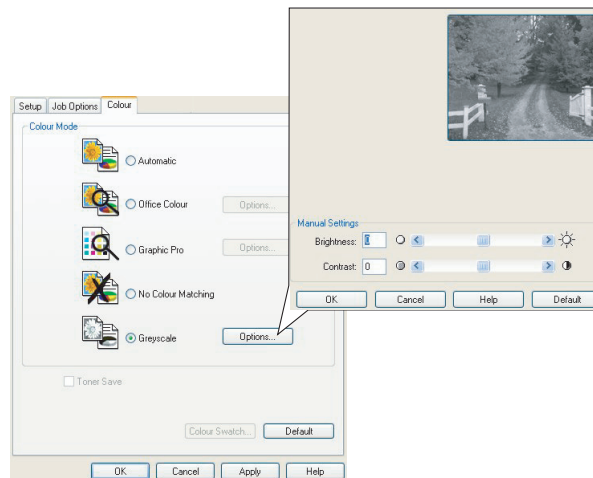 Setup Job Options Colour
Colour Mode
Automatic
Office Colour Options...
Graphic Pro Options...
No Colour Matching
Greyscale Options...
Toner Save
Colour Swatch... Default
OK Cancel Apply Help
Manual Settings
Brightness: 0
Contrast: 0
OK Cancel Help Default